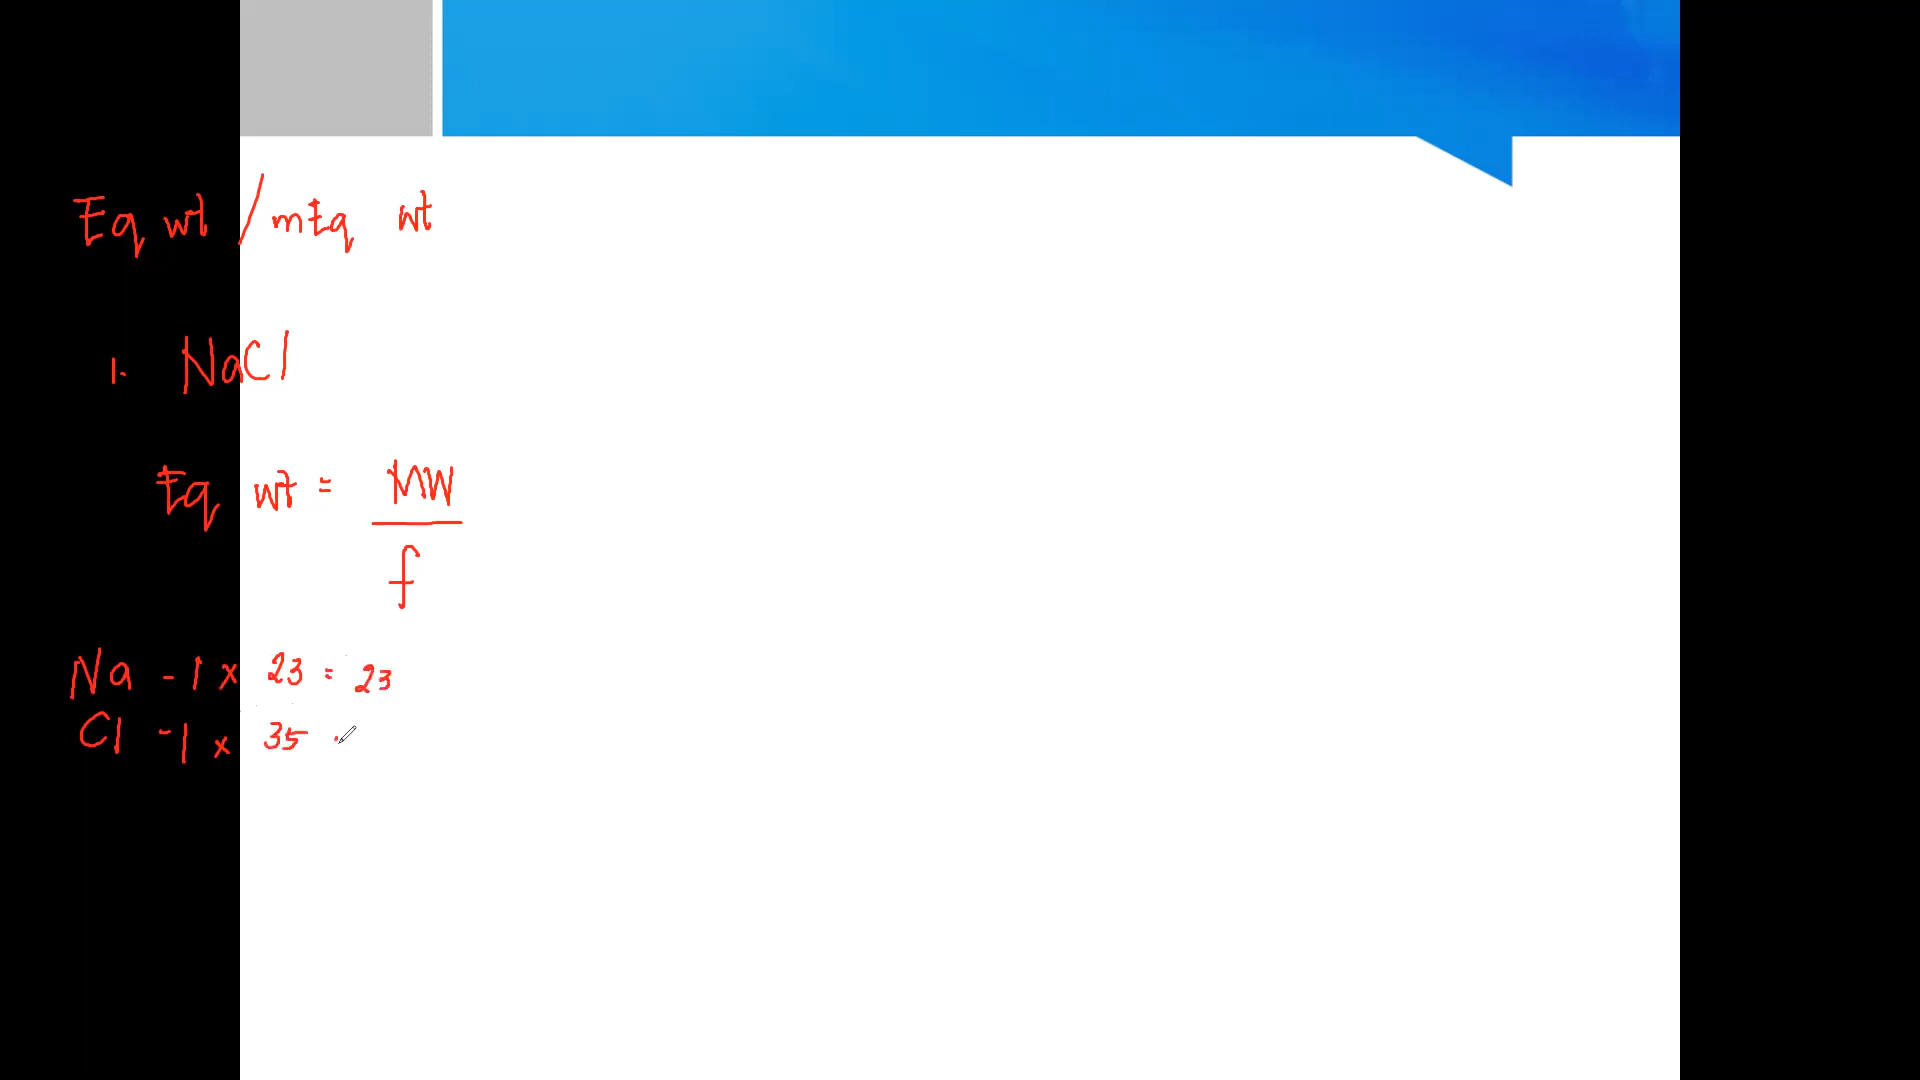 Eq wt / mEq wt
1. NaCl
Eq wt = MW
f
Na - 1 x 23 = 23
Cl - 1 x 35